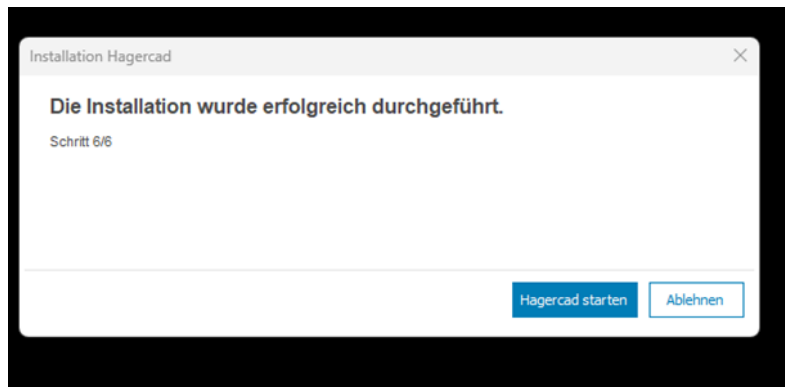 Installation Hagercad
Die Installation wurde erfolgreich durchgeführt.
Schritt 6/6
Hagercad starten
Ablehnen